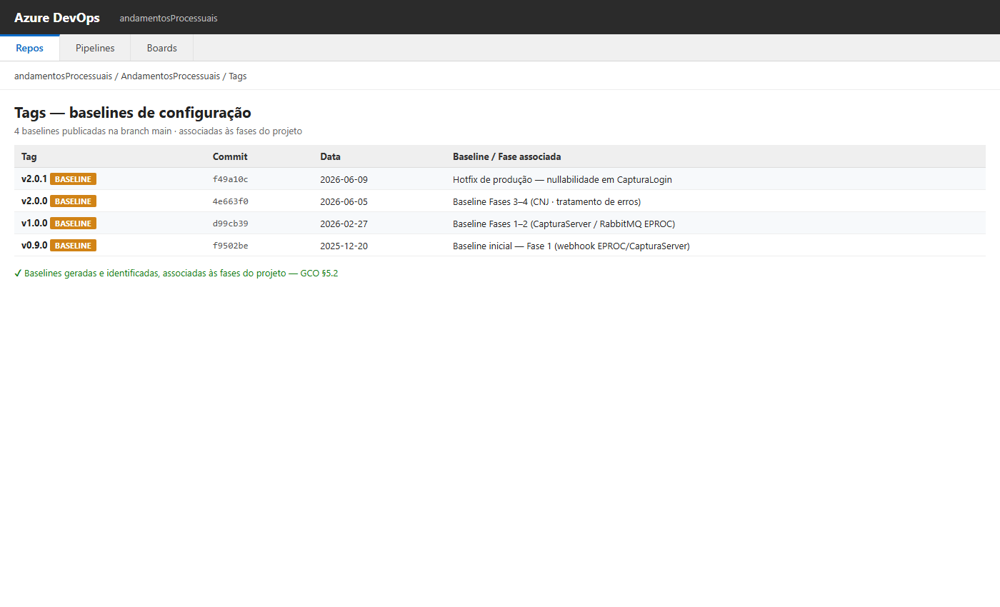 Azure DevOps andamentosProcessuais
Repos Pipelines Boards
andamentosProcessuais / AndamentosProcessuais / Tags
Tags — baselines de configuração
4 baselines publicadas na branch main · associadas às fases do projeto
Tag Commit Data Baseline / Fase associada
v2.0.1 BASELINE f49a10c 2026-06-09 Hotfix de produção — nullabilidade em CapturaLogin
v2.0.0 BASELINE 4e663f0 2026-06-05 Baseline Fases 3–4 (CNJ · tratamento de erros)
v1.0.0 BASELINE d99cb39 2026-02-27 Baseline Fases 1–2 (CapturaServer / RabbitMQ EPROC)
v0.9.0 BASELINE f9502be 2025-12-20 Baseline inicial — Fase 1 (webhook EPROC/CapturaServer)
✓ Baselines geradas e identificadas, associadas às fases do projeto — GCO §5.2